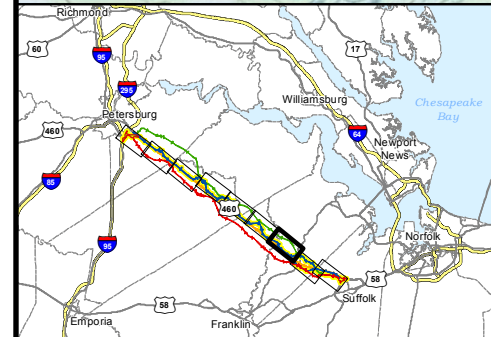 Richmond
60
95
17
295
Petersburg
Williamsburg
Chesapeake
Bay
460
64
Newport
News
85
460
95
Norfolk
58
Suffolk
58
Emporia
Franklin